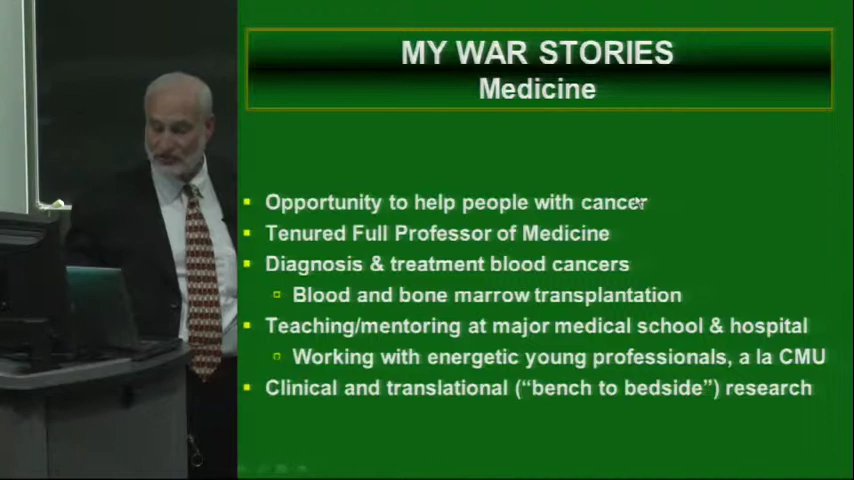 MY WAR STORIES
Medicine
Opportunity to help people with cancer
Tenured Full Professor of Medicine
Diagnosis & treatment blood cancers
Blood and bone marrow transplantation
Teaching/mentoring at major medical school & hospital
Working with energetic young professionals, a la CMU
Clinical and translational (“bench to bedside”) research